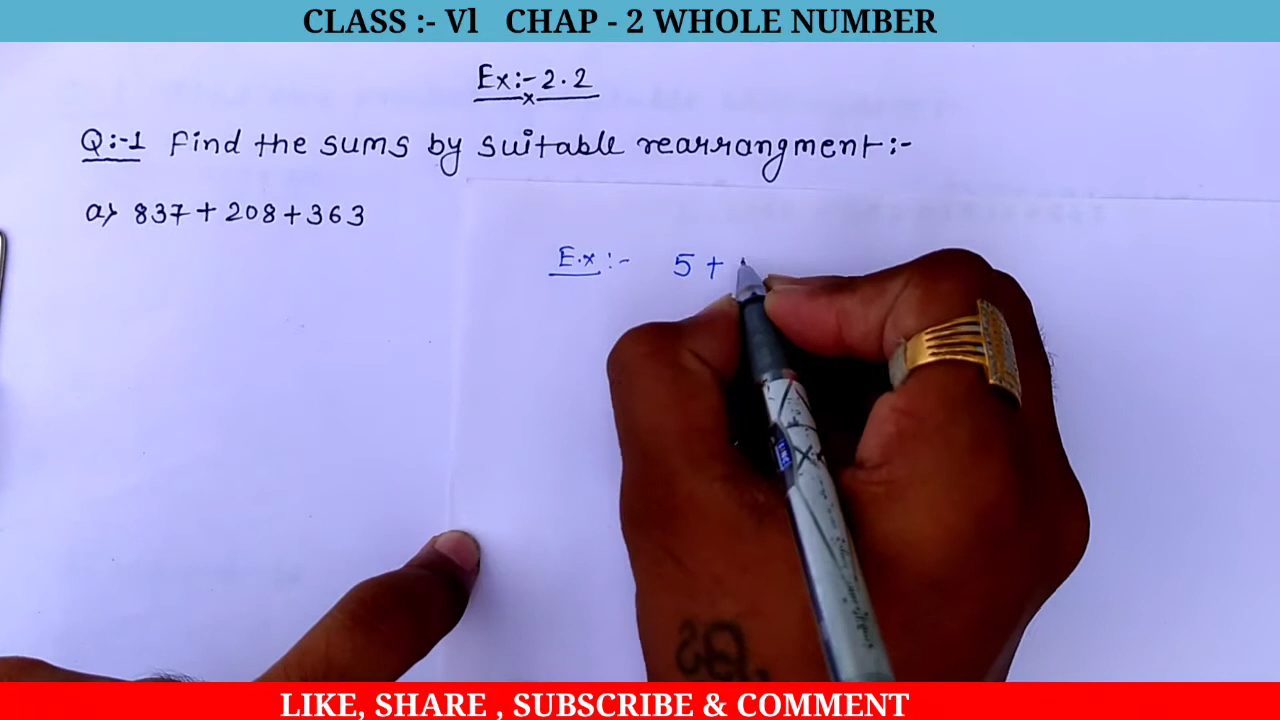 CLASS :- Vl CHAP - 2 WHOLE NUMBER
Ex:- 2.2
Q:-1 Find the sums by suitable rearrangment:-
a) 837 + 208 + 363
E.x :- 5 +
LIKE, SHARE , SUBSCRIBE & COMMENT